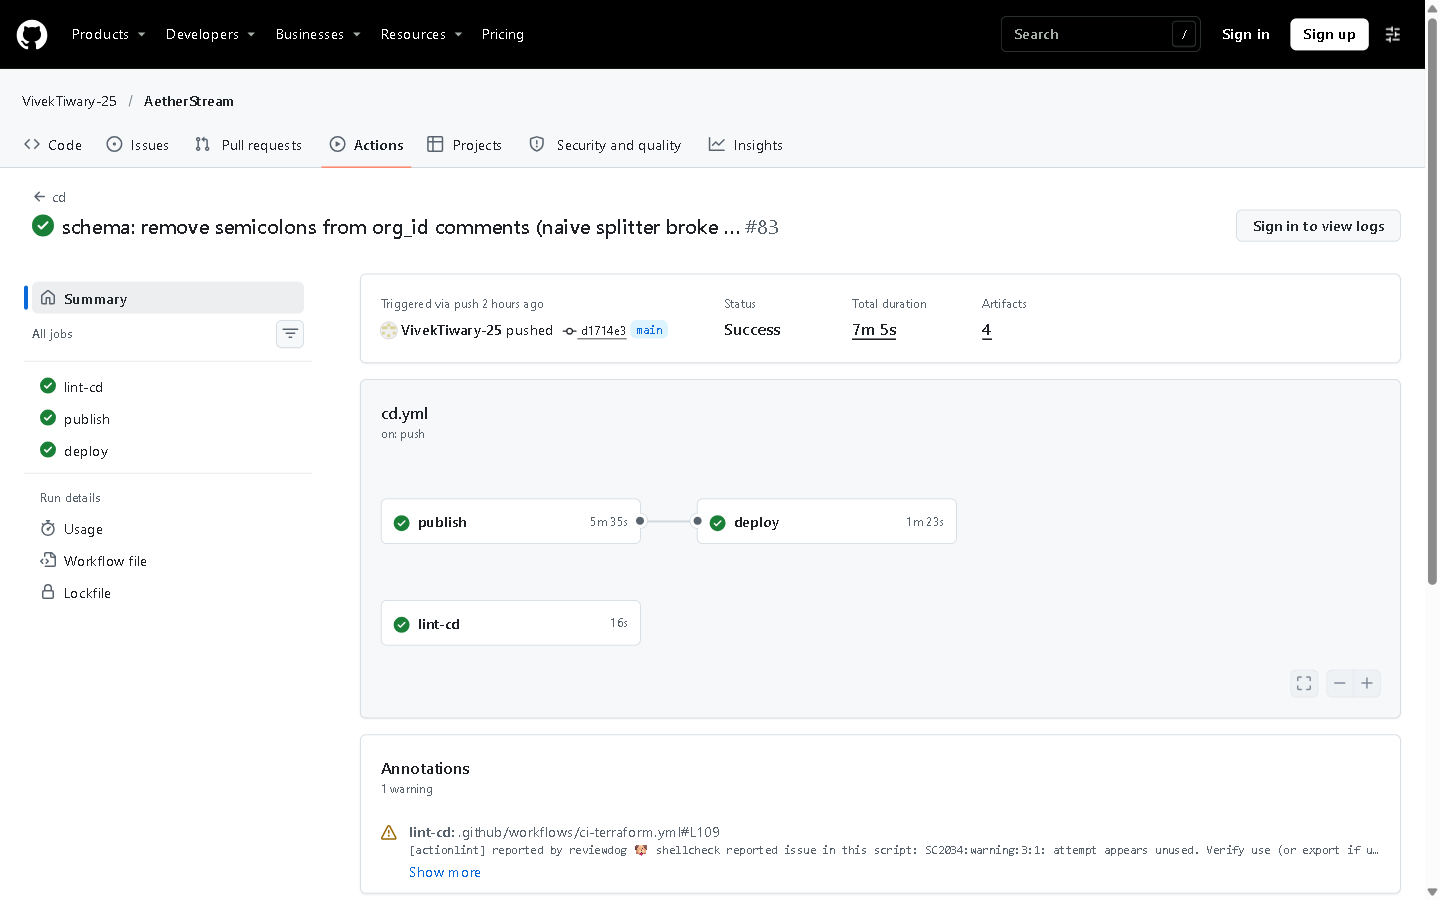 Products
Developers
Businesses
Resources
Pricing
Search
/
Sign in
Sign up
VivekTiwary-25 / AetherStream
Code
Issues
Pull requests
Actions
Projects
Security and quality
Insights
cd
schema: remove semicolons from org_id comments (naive splitter broke ... #83
Sign in to view logs
Summary
All jobs
lint-cd
publish
deploy
Run details
Usage
Workflow file
Lockfile
Triggered via push 2 hours ago
VivekTiwary-25 pushed d1714e3 main
Status
Success
Total duration
7m 5s
Artifacts
4
cd.yml
on: push
publish 5m 35s
deploy 1m 23s
lint-cd 16s
Annotations
1 warning
lint-cd: .github/workflows/ci-terraform.yml#L109
[actionlint] reported by reviewdog 🐶 shellcheck reported issue in this script: SC2034:warning:3:1: attempt appears unused. Verify use (or export if u…
Show more